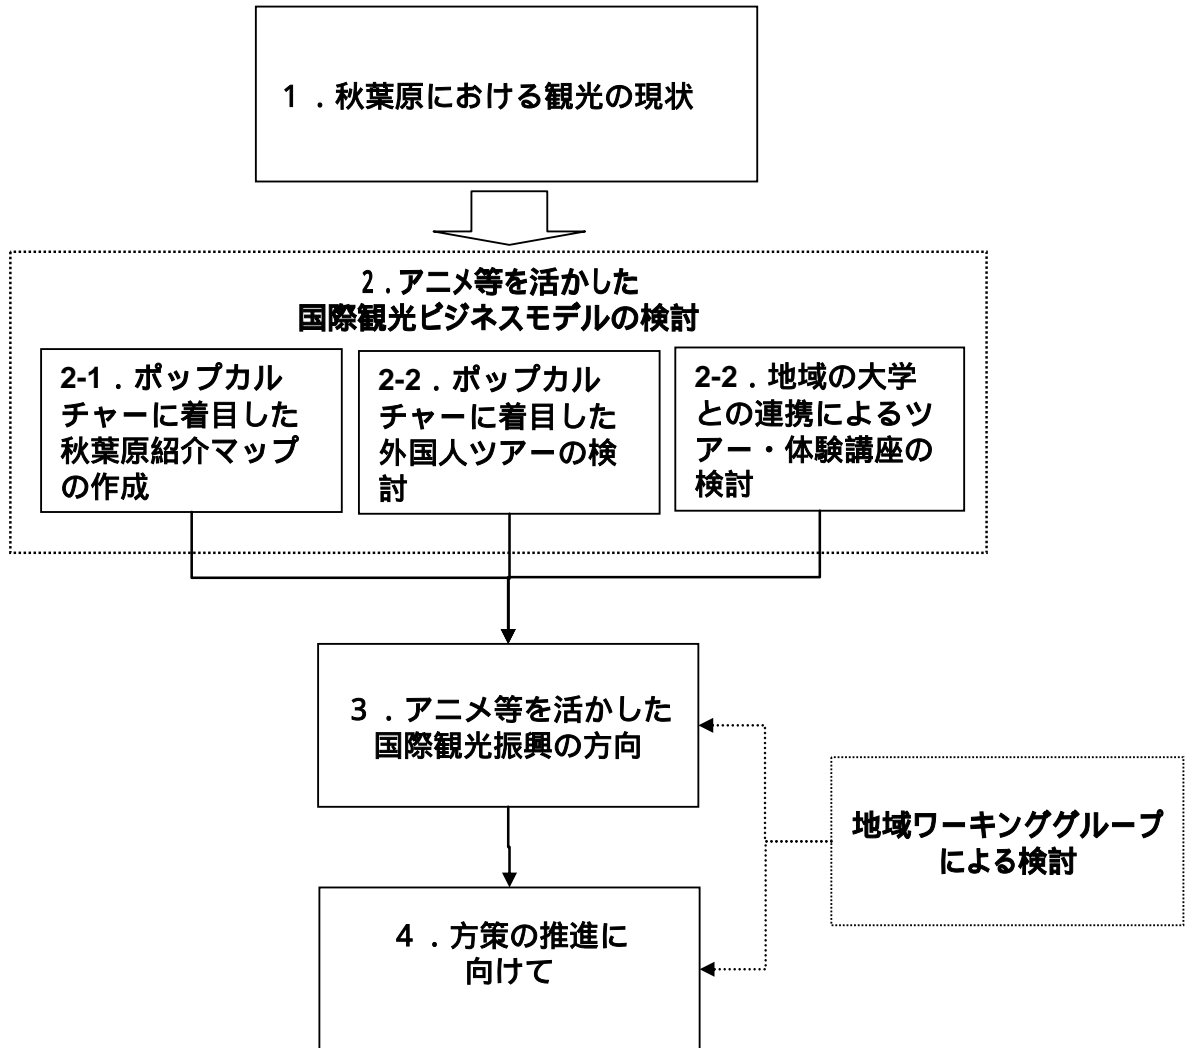 １．秋葉原における観光の現状
2．アニメ等を活かした
国際観光ビジネスモデルの検討
2-1．ポップカル
チャーに着目した
秋葉原紹介マップ
の作成
2-2．ポップカル
チャーに着目した
外国人ツアーの検
討
2-2．地域の大学
との連携によるツ
アー・体験講座の
検討
３．アニメ等を活かした
国際観光振興の方向
地域ワーキンググループ
による検討
４．方策の推進に
向けて